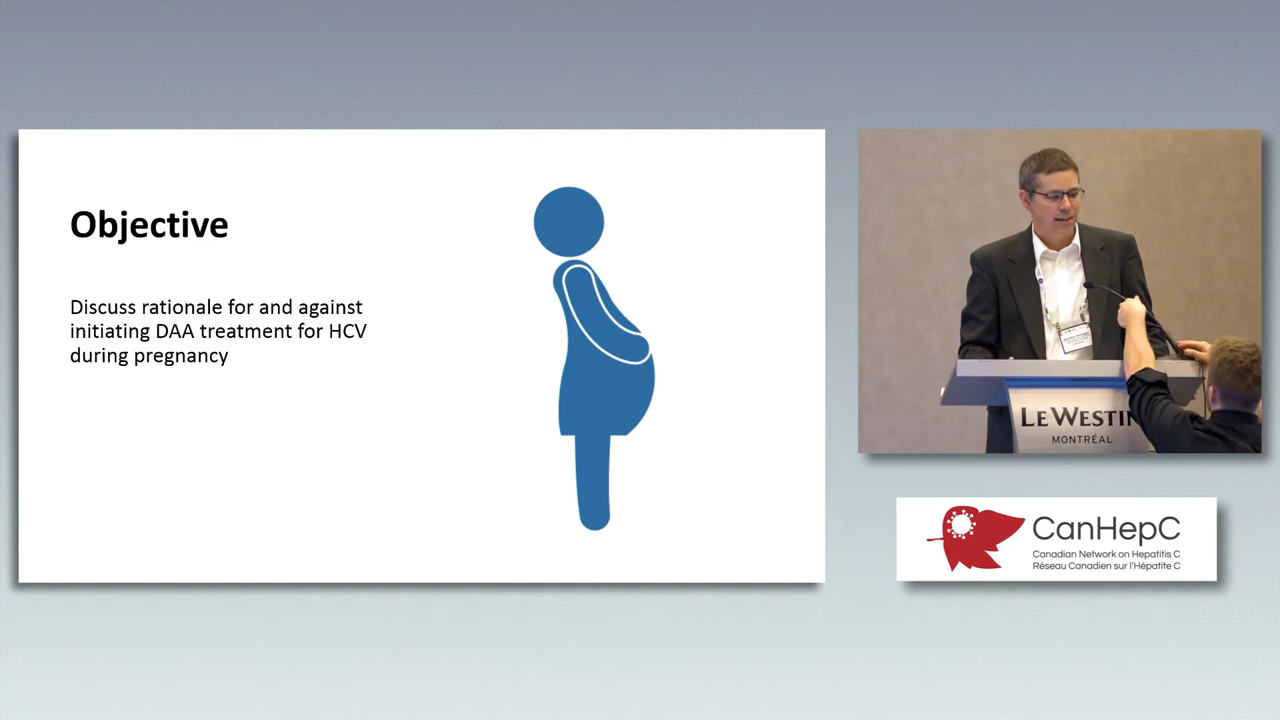 Objective
Discuss rationale for and against
initiating DAA treatment for HCV
during pregnancy
LE WESTIN
MONTRÉAL
CanHepC
Canadian Network on Hepatitis C
Réseau Canadien sur l'Hépatite C